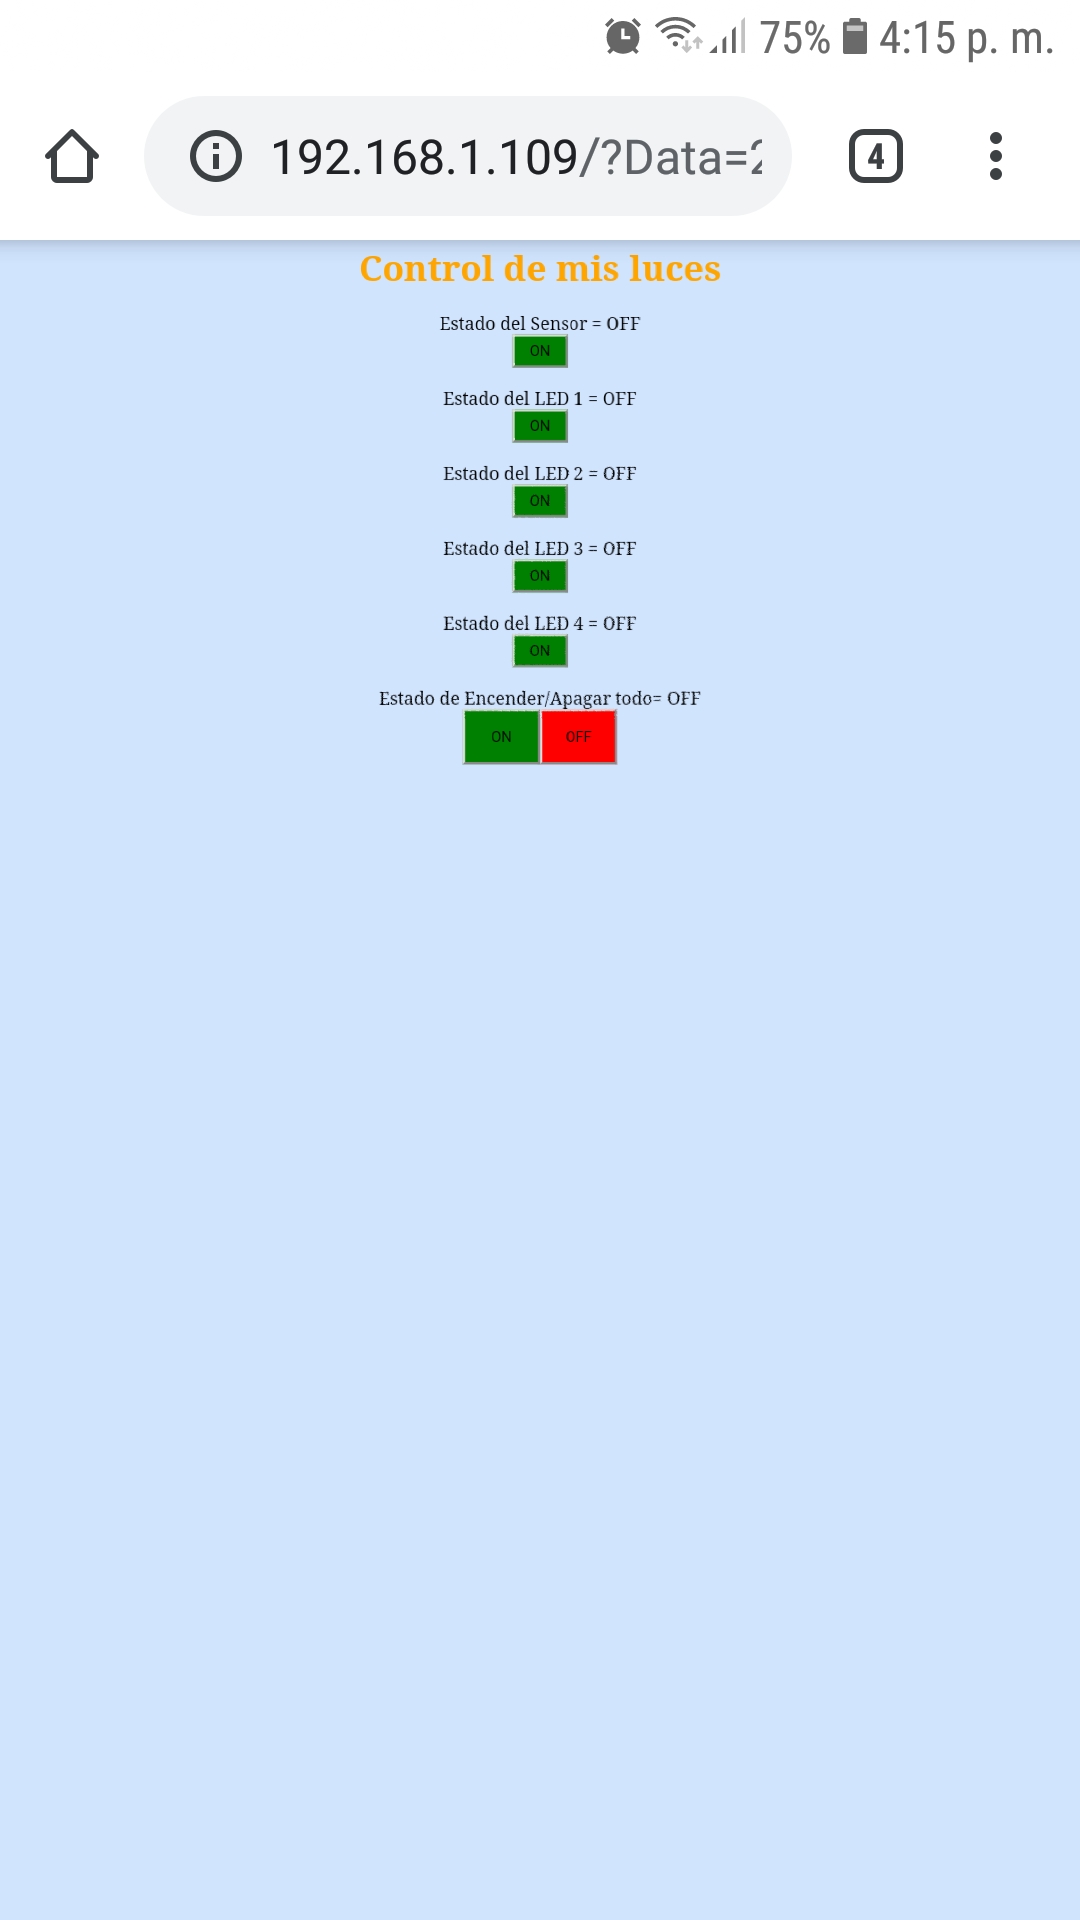 75% 4:15 p. m.
192.168.1.109/?Data=
4
Control de mis luces
Estado del Sensor = OFF
ON
Estado del LED 1 = OFF
ON
Estado del LED 2 = OFF
ON
Estado del LED 3 = OFF
ON
Estado del LED 4 = OFF
ON
Estado de Encender/Apagar todo= OFF
ON OFF